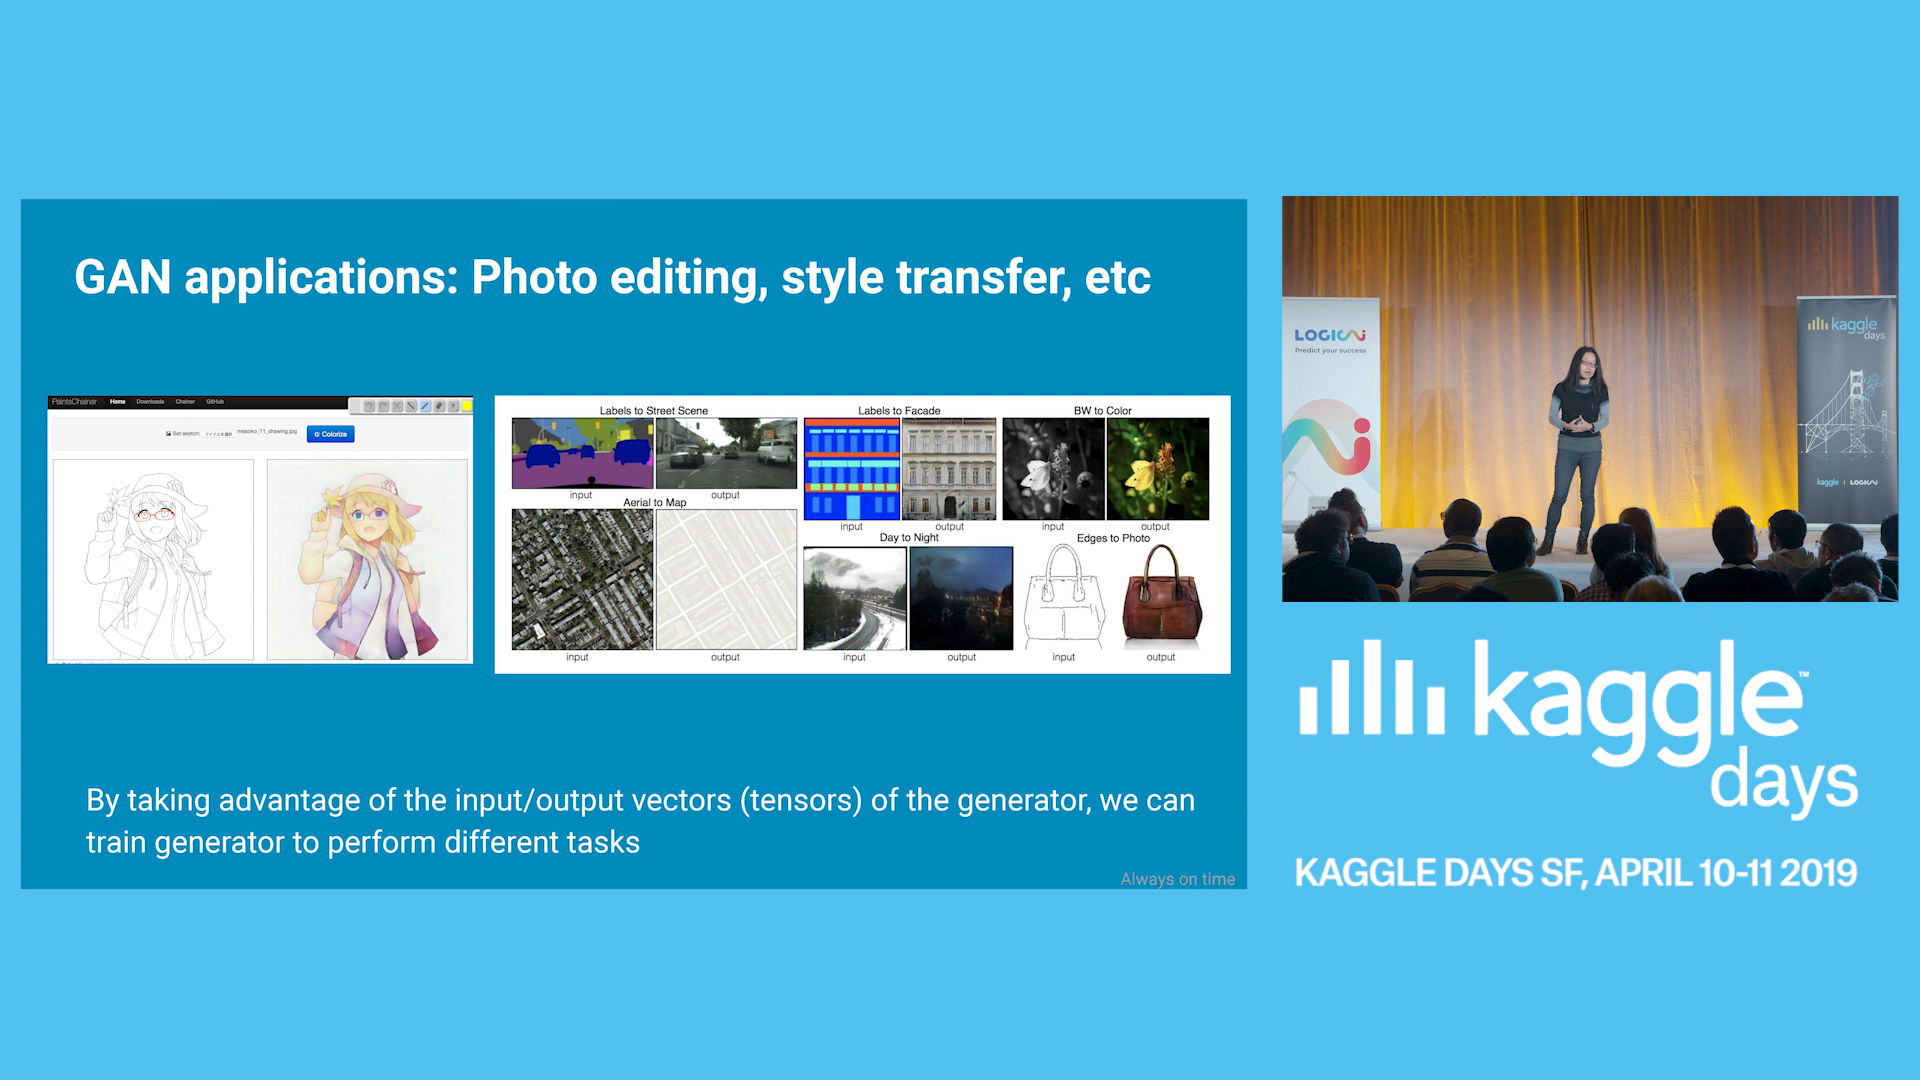 GAN applications: Photo editing, style transfer, etc
PaintsChainer Home Downloads Chainer GitHub
Set sketch: ファイルを選択 mesoko_11_drawing.jpg Colorize
Labels to Street Scene
input output
Aerial to Map
input output
Labels to Facade
input output
BW to Color
input output
Day to Night
input output
Edges to Photo
input output
By taking advantage of the input/output vectors (tensors) of the generator, we can
train generator to perform different tasks
Always on time
LOGICAI
Predict your success
www
kaggle
days
kaggle | LOGICAI
kaggle™
days
KAGGLE DAYS SF, APRIL 10-11 2019